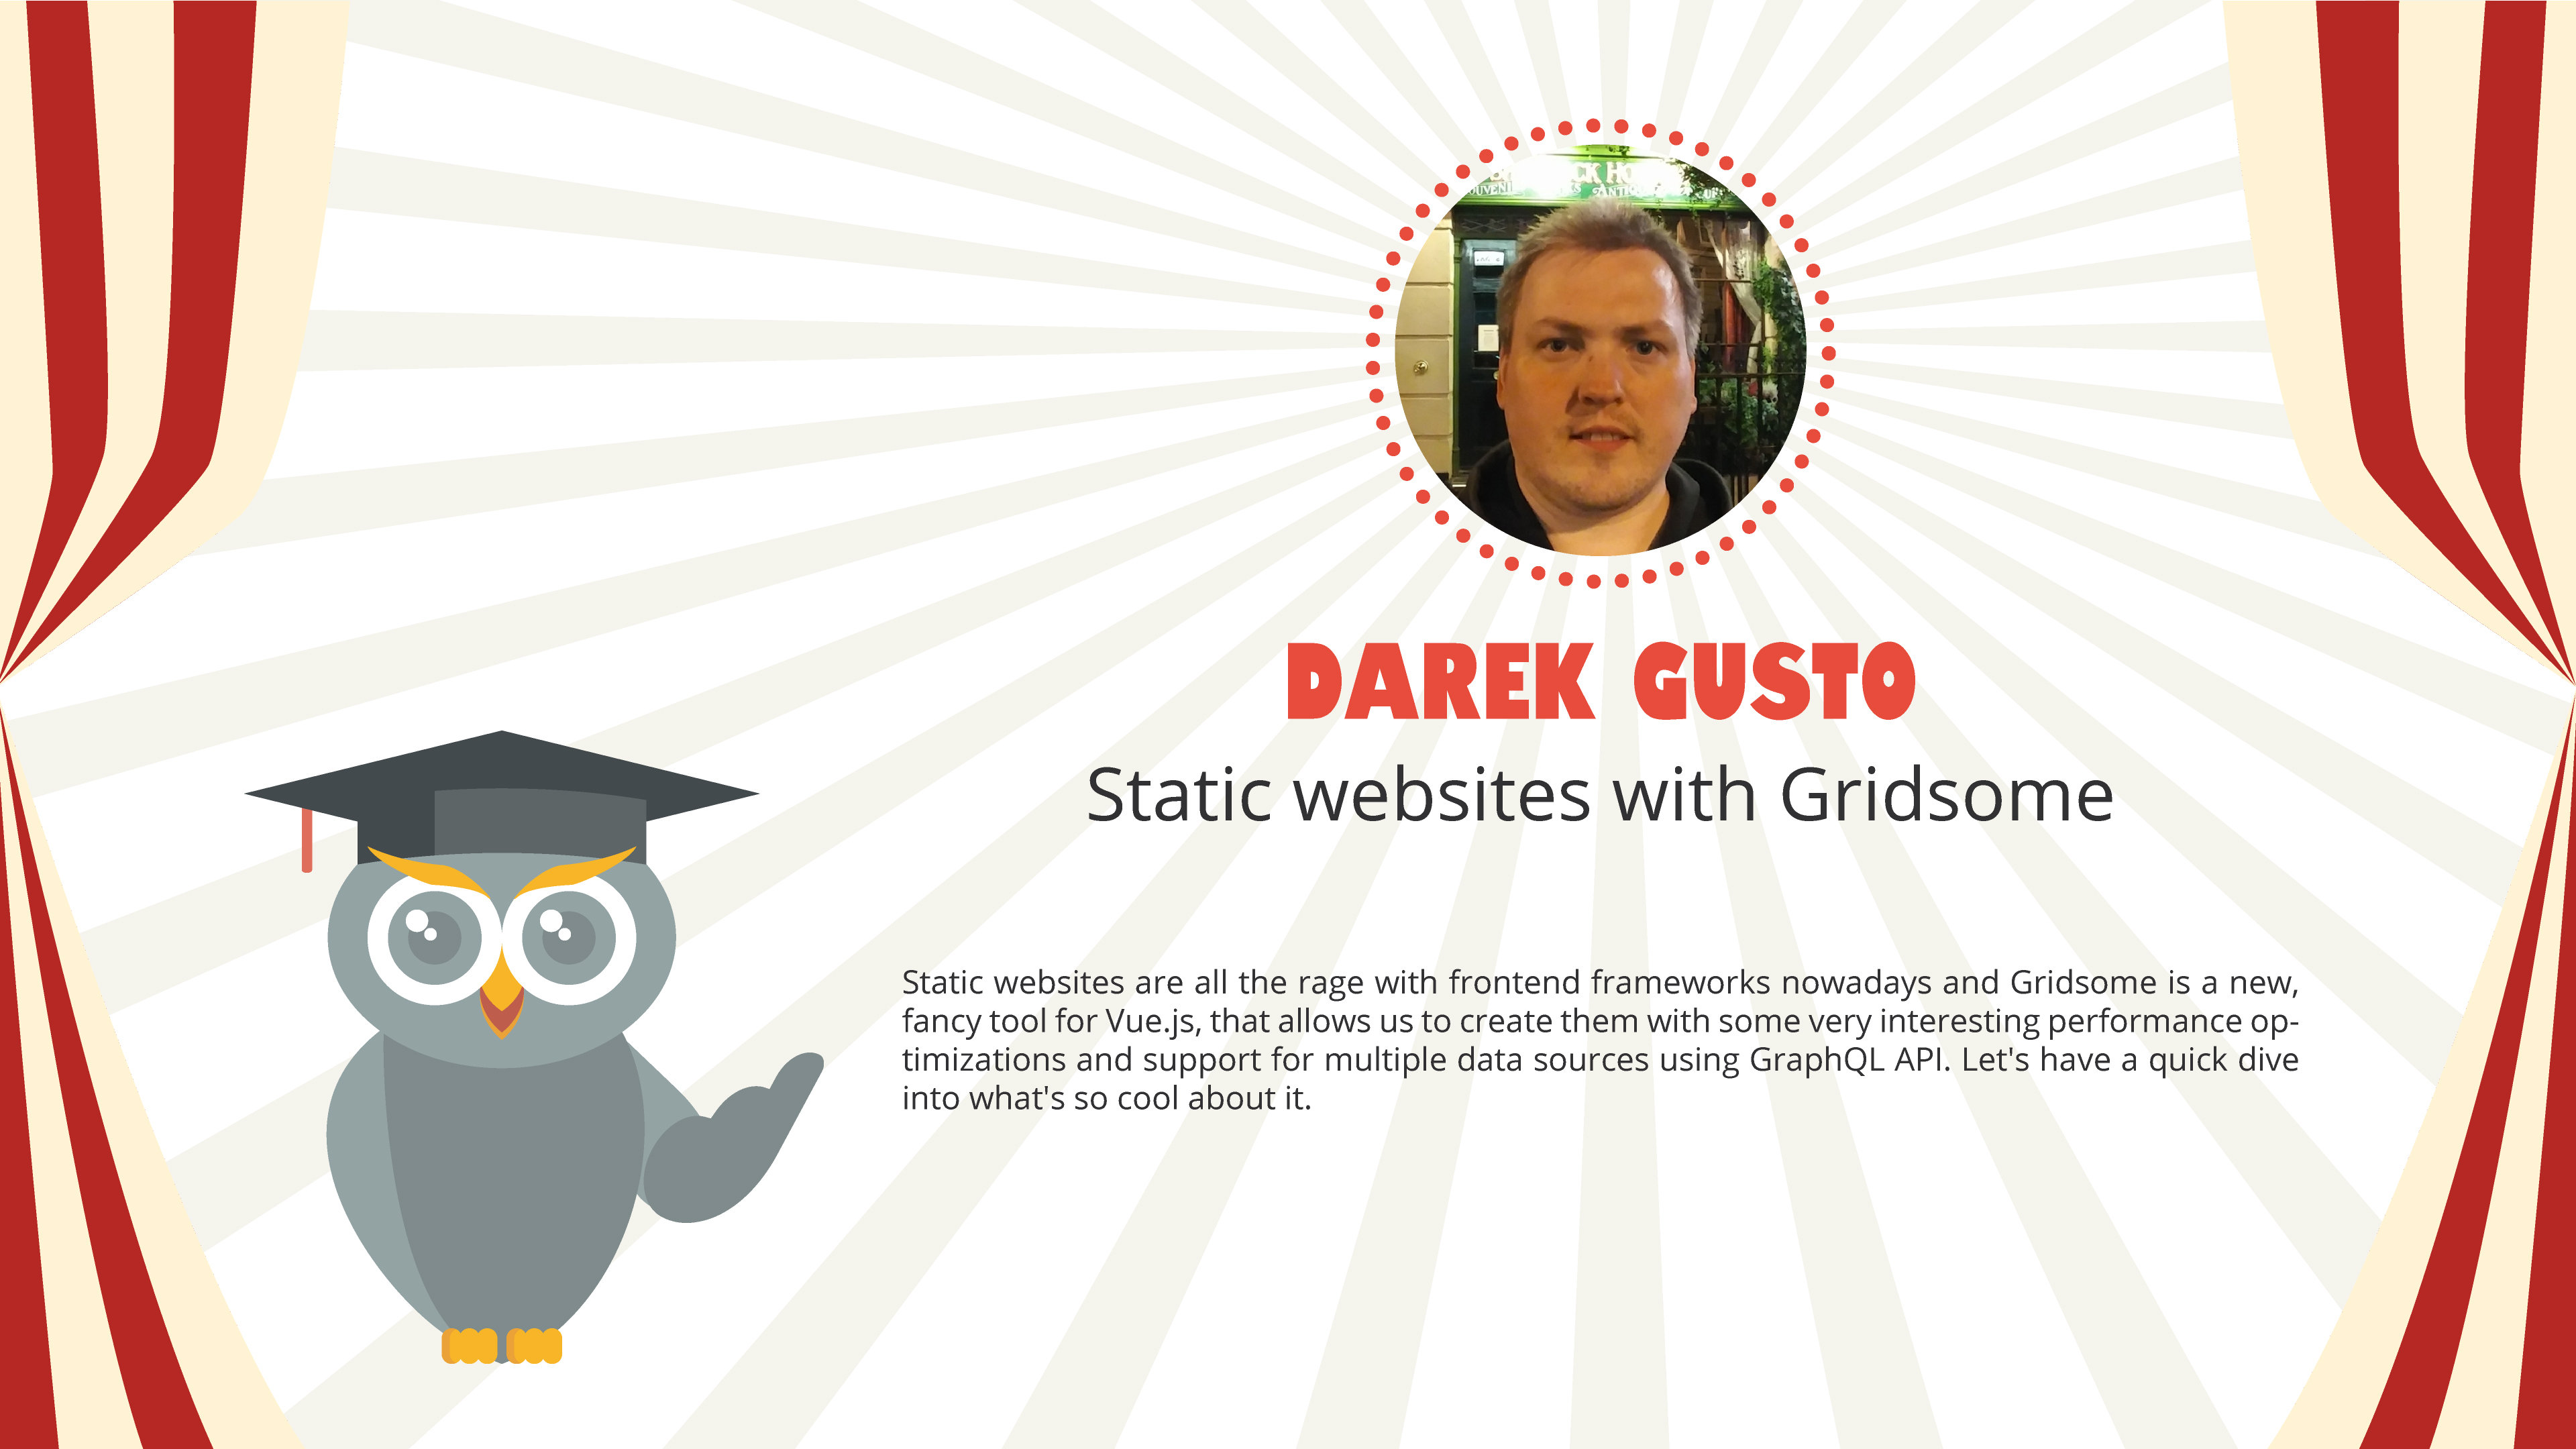 DAREK GUSTO
Static websites with Gridsome
Static websites are all the rage with frontend frameworks nowadays and Gridsome is a new,
fancy tool for Vue.js, that allows us to create them with some very interesting performance op-
timizations and support for multiple data sources using GraphQL API. Let's have a quick dive
into what's so cool about it.